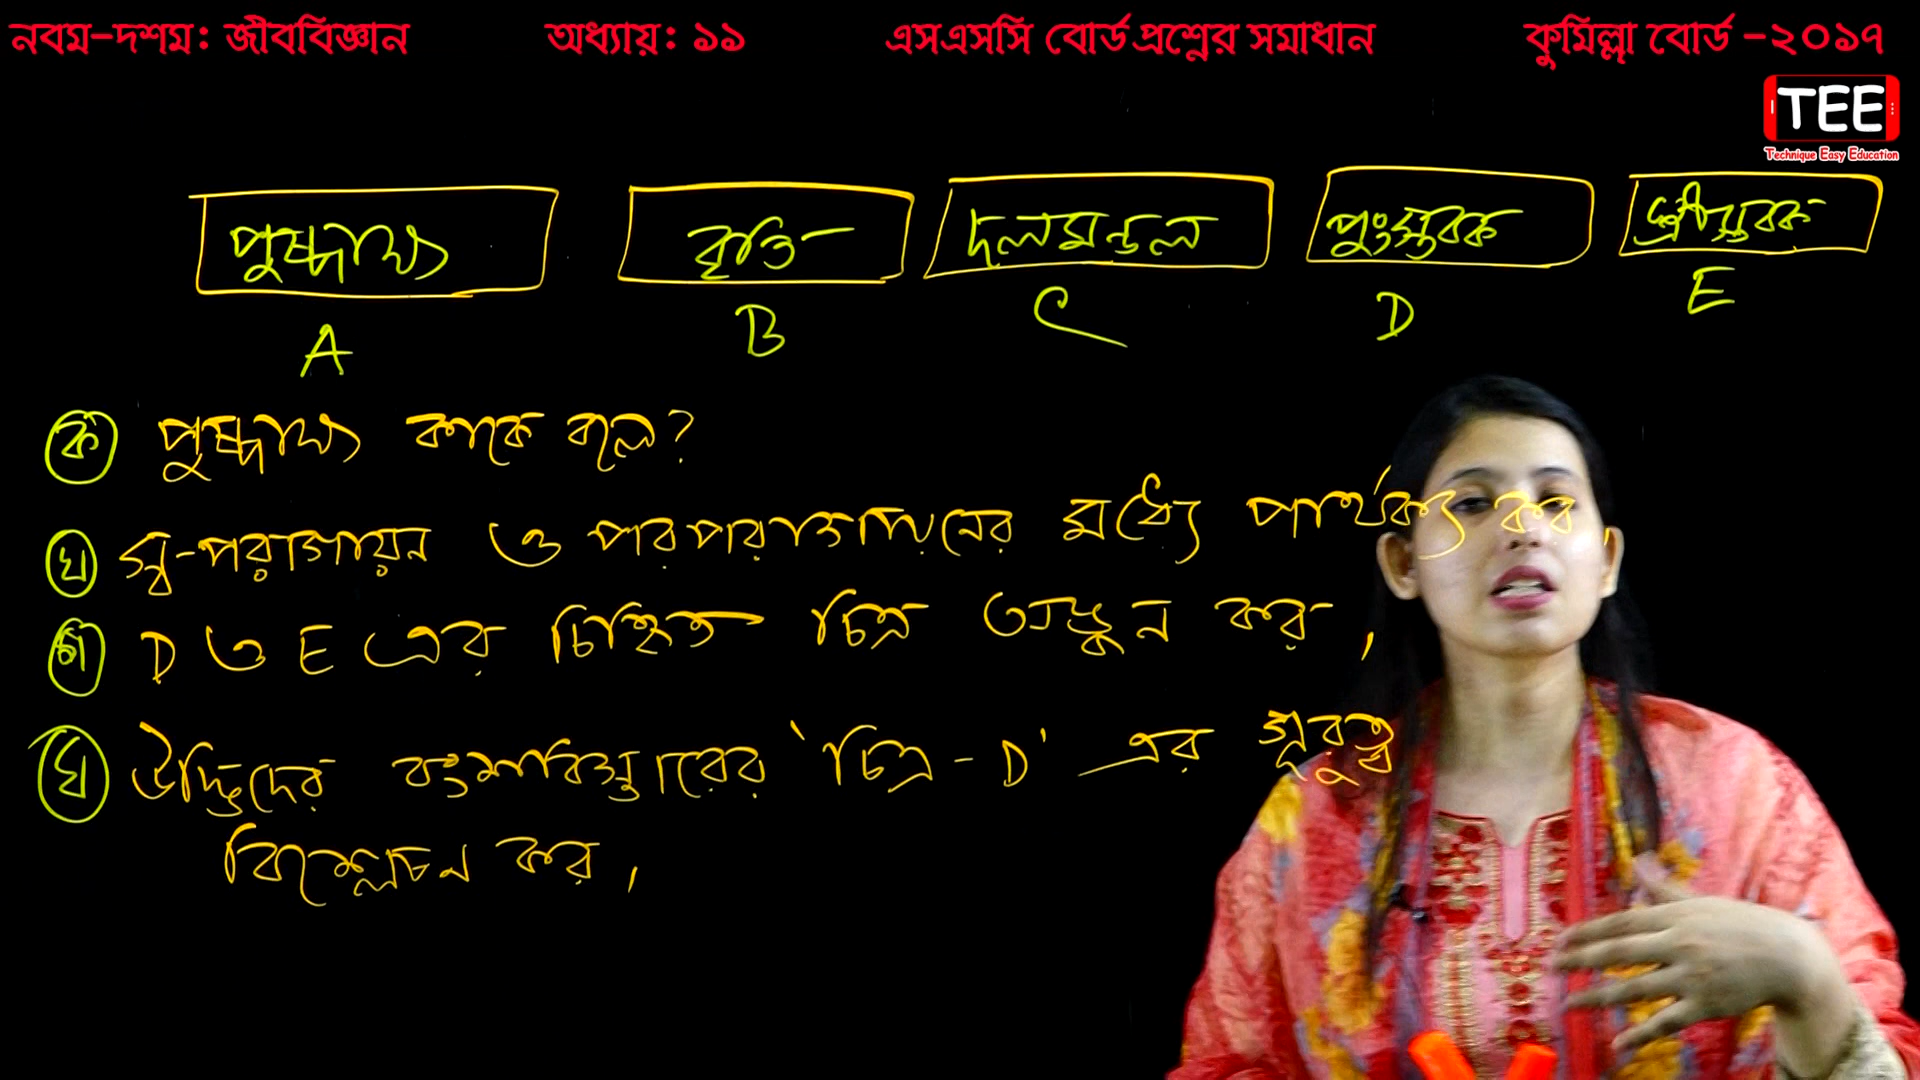 নবম-দশম: জীববিজ্ঞান অধ্যায়: ১১ এসএসসি বোর্ড প্রশ্নের সমাধান কুমিল্লা বোর্ড -২০১৭
TEE
Technique Easy Education
পুষ্পাক্ষ বৃতি দলমন্ডল পুংস্তবক স্ত্রীস্তবক
A B C D E
ক পুষ্পাক্ষ কাকে বলে?
খ স্ব-পরাগায়ন ও পরপরাগায়নের মধ্যে পার্থক্য কর,
গ D ও E এর চিহ্নিত চিত্র অঙ্কন কর,
ঘ উদ্ভিদের বংশবিস্তারের 'চিত্র-D' এর গুরুত্ব
বিশ্লেচন কর,